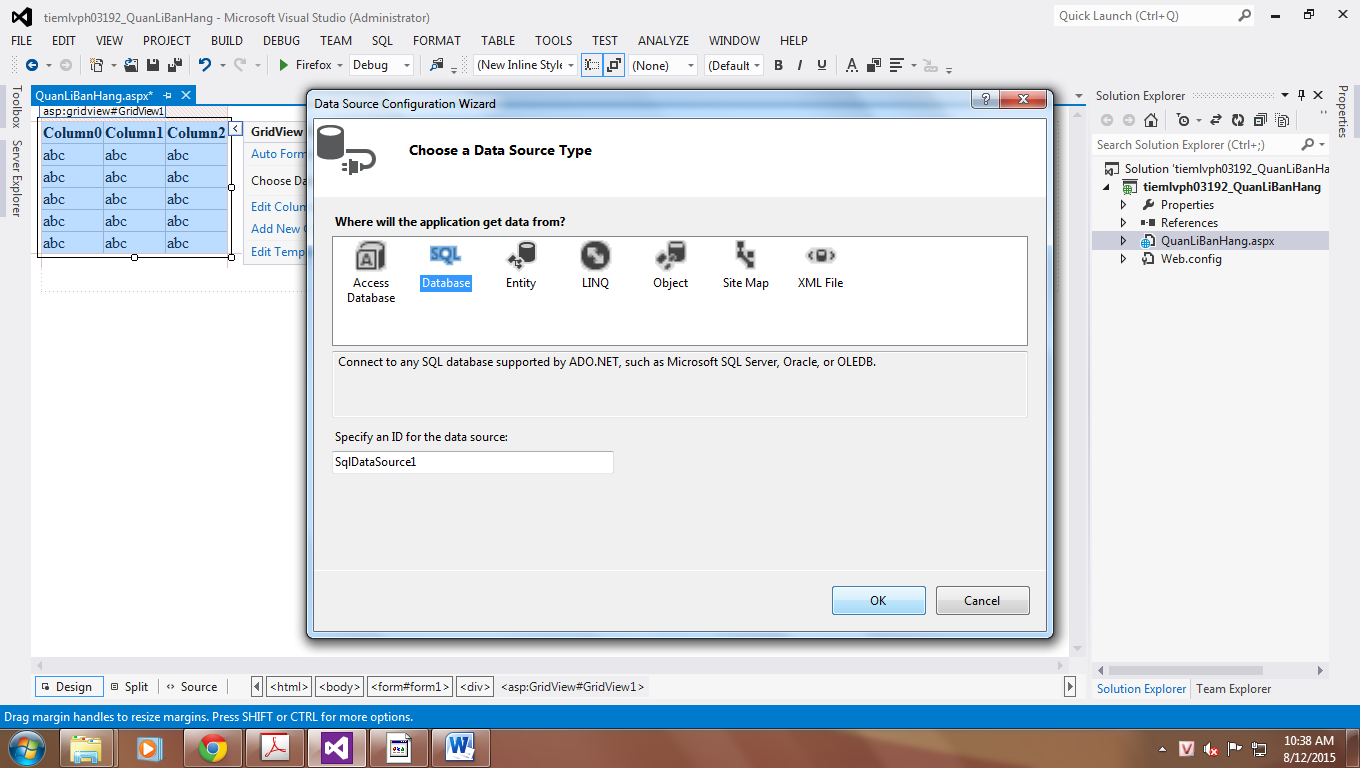 tiemlvph03192_QuanLiBanHang - Microsoft Visual Studio (Administrator)
Quick Launch (Ctrl+Q)
FILE EDIT VIEW PROJECT BUILD DEBUG TEAM SQL FORMAT TABLE TOOLS TEST ANALYZE WINDOW HELP
Firefox Debug (New Inline Style (None) (Default B I U A
Toolbox
Server Explorer
QuanLiBanHang.aspx*
asp:gridview#GridView1
Column0 Column1 Column2
abc abc abc
abc abc abc
abc abc abc
abc abc abc
abc abc abc
GridView
Auto Form
Choose Da
Edit Colum
Add New C
Edit Temp
Data Source Configuration Wizard
Choose a Data Source Type
Where will the application get data from?
SQL
Access Database
Database
Entity
LINQ
Object
Site Map
XML File
Connect to any SQL database supported by ADO.NET, such as Microsoft SQL Server, Oracle, or OLEDB.
Specify an ID for the data source:
SqlDataSource1
OK Cancel
Solution Explorer
Search Solution Explorer (Ctrl+;)
Solution 'tiemlvph03192_QuanLiBanHa
tiemlvph03192_QuanLiBanHang
Properties
References
QuanLiBanHang.aspx
Web.config
Properties
Solution Explorer Team Explorer
Design Split Source <html> <body> <form#form1> <div> <asp:GridView#GridView1>
Drag margin handles to resize margins. Press SHIFT or CTRL for more options.
10:38 AM
8/12/2015